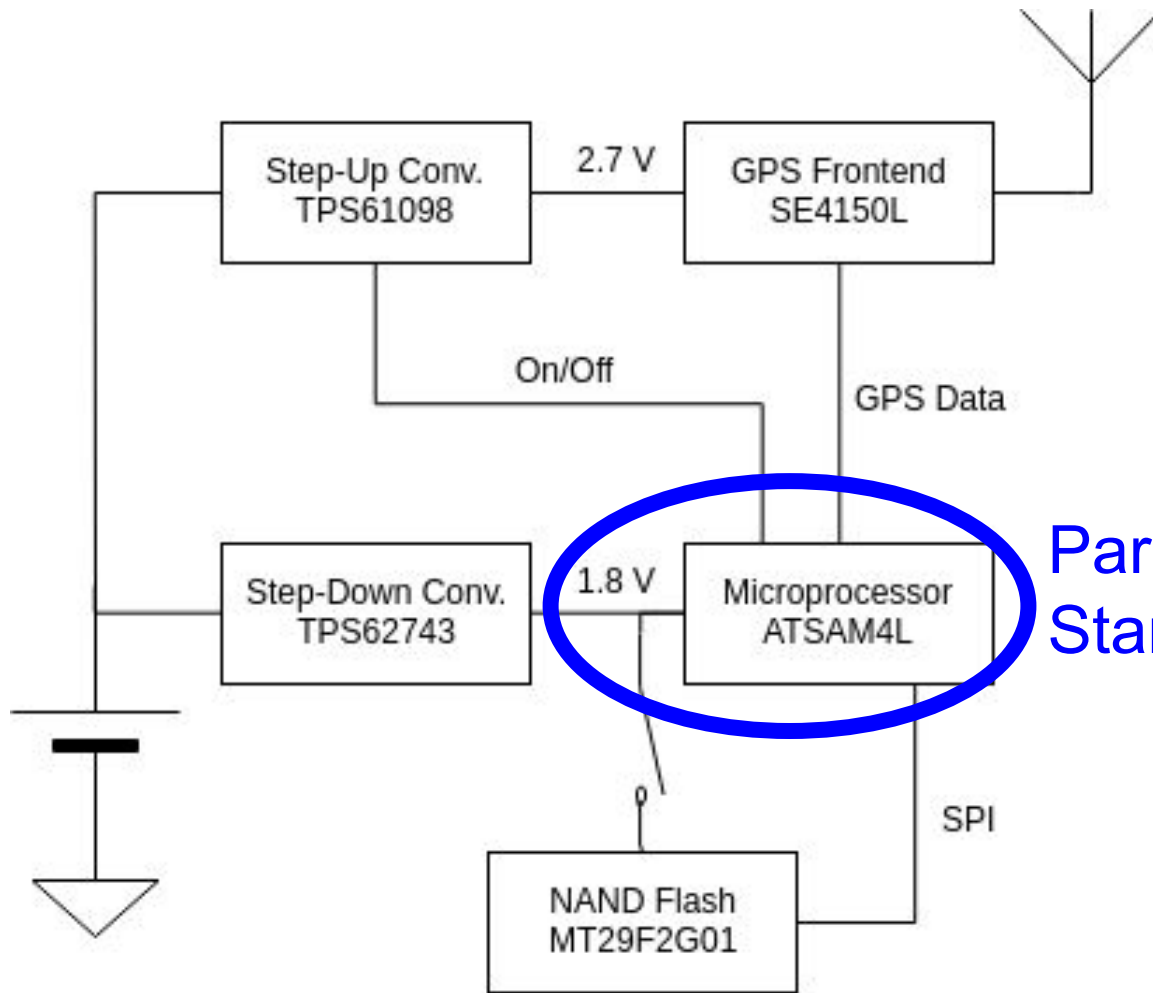 Step-Up Conv.
TPS61098
2.7 V
GPS Frontend
SE4150L
On/Off
GPS Data
Step-Down Conv.
TPS62743
1.8 V
Microprocessor
ATSAM4L
SPI
NAND Flash
MT29F2G01